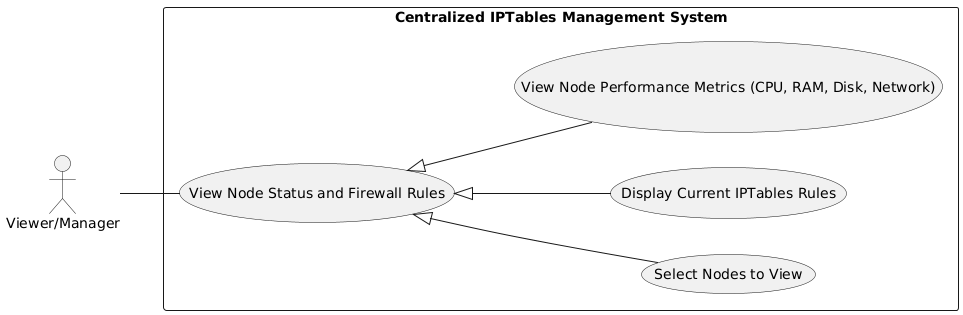 Centralized IPTables Management System
View Node Performance Metrics (CPU, RAM, Disk, Network)
Viewer/Manager
View Node Status and Firewall Rules
Display Current IPTables Rules
Select Nodes to View